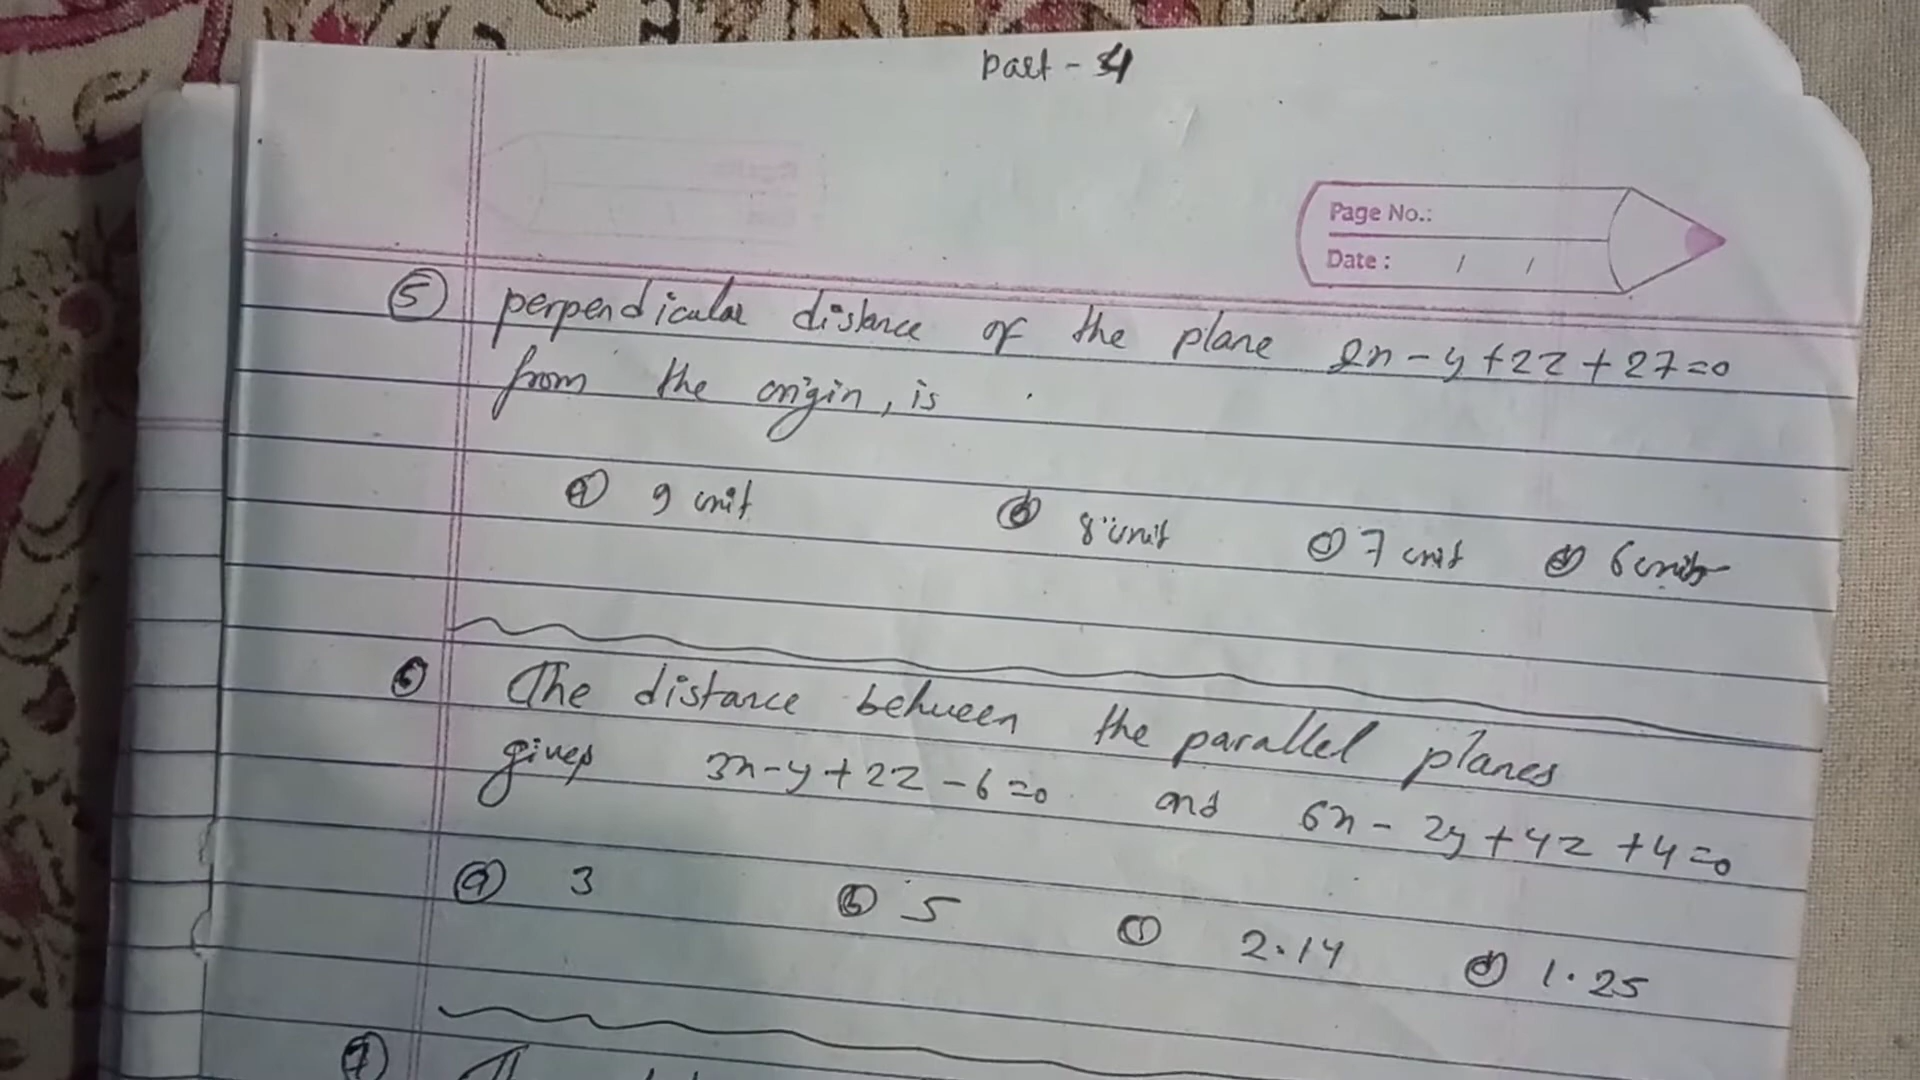 part - 4
Page No.:
Date : / /
⑤ perpendicular distance of the plane 2x - y + 2z + 27 = 0
from the origin, is
ⓐ 9 unit ⓑ 8 unit ⓒ 7 unit ⓓ 6 unit
⑥ The distance between the parallel planes
gives 3x - y + 2z - 6 = 0 and 6x - 2y + 4z + 4 = 0
ⓐ 3 ⓑ 5 ⓒ 2.14 ⓓ 1.25
⑦